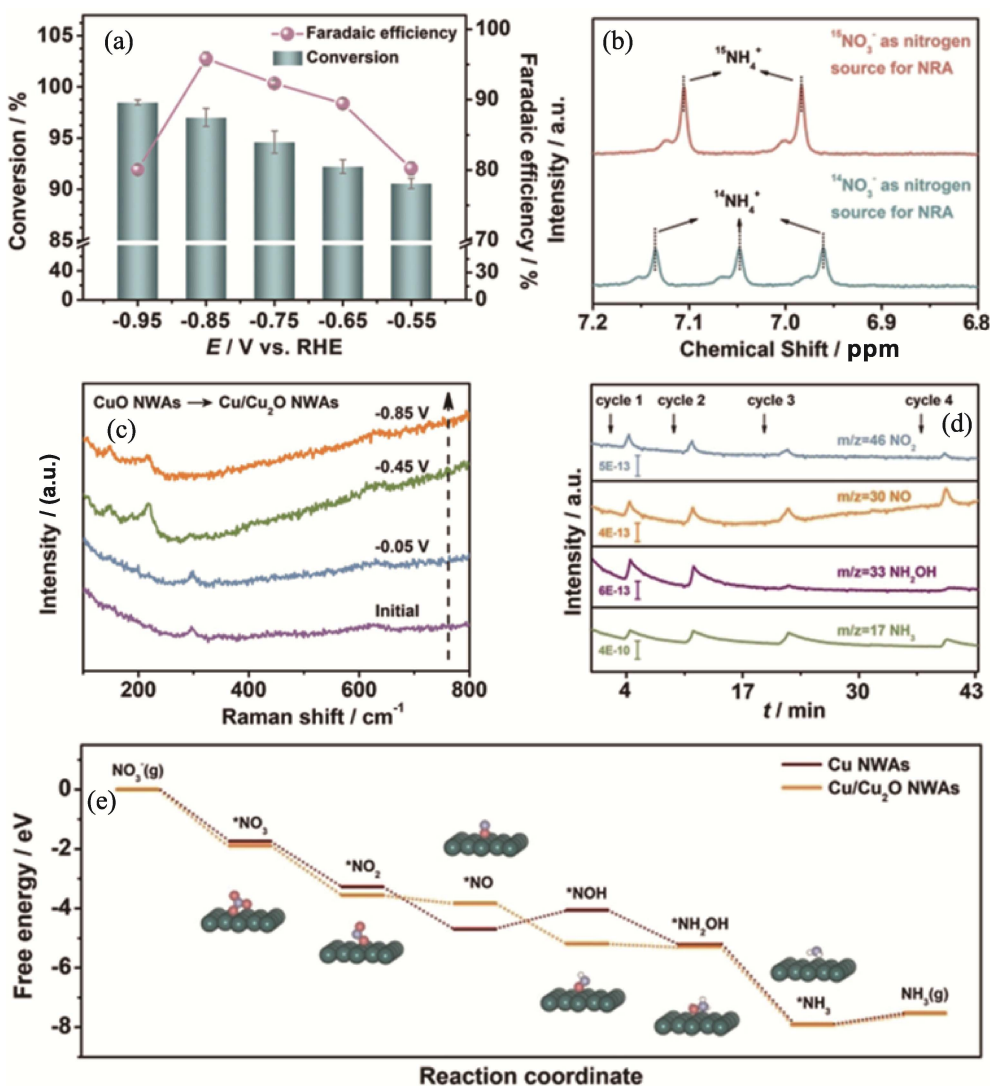 (a)
Faradaic efficiency
Conversion
105
100
95
90
85
40
0
Conversion / %
100
90
80
70
30
0
Faradaic efficiency / %
-0.95 -0.85 -0.75 -0.65 -0.55
E / V vs. RHE
(b)
¹⁵NO₃⁻ as nitrogen
source for NRA
¹⁵NH₄⁺
¹⁴NO₃⁻ as nitrogen
source for NRA
¹⁴NH₄⁺
Intensity / a.u.
7.2 7.1 7.0 6.9 6.8
Chemical Shift / ppm
CuO NWAs → Cu/Cu₂O NWAs
(c)
-0.85 V
-0.45 V
-0.05 V
Initial
Intensity / (a.u.)
200 400 600 800
Raman shift / cm⁻¹
cycle 1 cycle 2 cycle 3 cycle 4
(d)
m/z=46 NO₂
5E-13
m/z=30 NO
4E-13
m/z=33 NH₂OH
6E-13
m/z=17 NH₃
4E-10
Intensity / a.u.
4 17 30 43
t / min
(e)
Cu NWAs
Cu/Cu₂O NWAs
NO₃⁻(g)
*NO₃
*NO₂
*NO
*NOH
*NH₂OH
*NH₃
NH₃(g)
0
-2
-4
-6
-8
Free energy / eV
Reaction coordinate